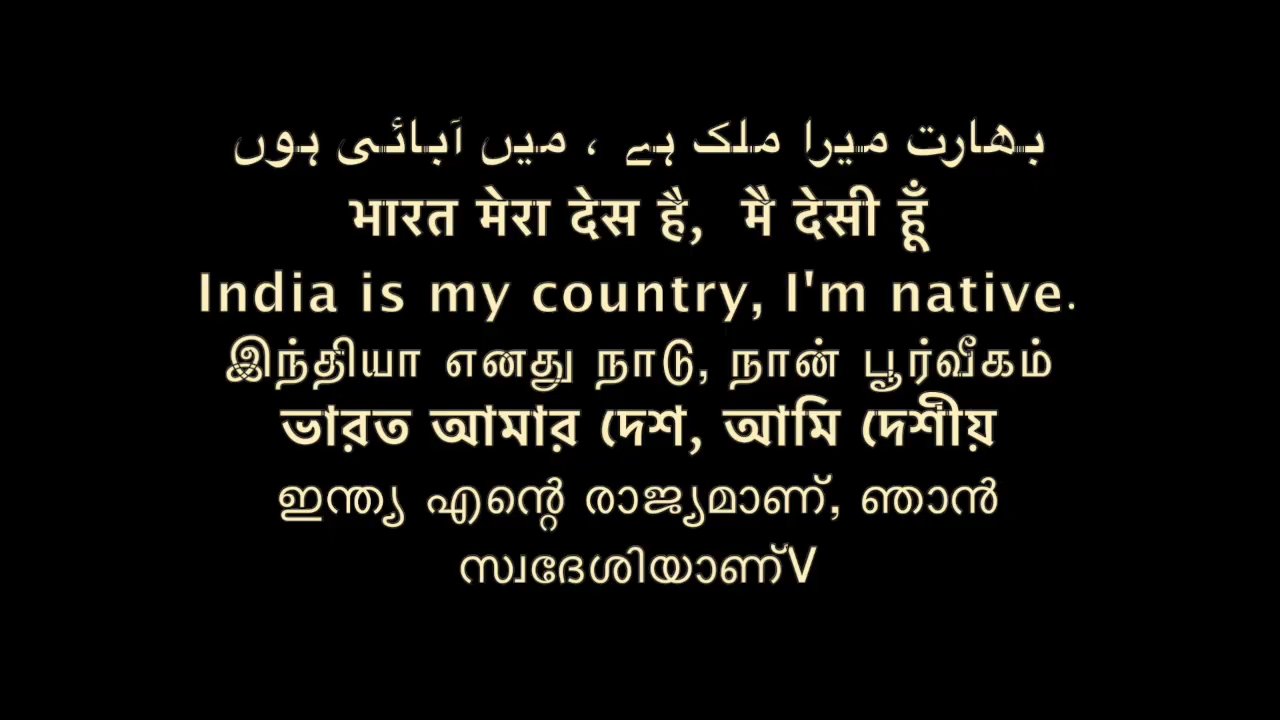 بھارت میرا ملک ہے ، میں آبائی ہوں
भारत मेरा देस है, मै देसी हूँ
India is my country, I'm native.
இந்தியா எனது நாடு, நான் பூர்வீகம்
ভারত আমার দেশ, আমি দেশীয়
ഇന്ത്യ എന്റെ രാജ്യമാണ്, ഞാൻ
സ്വദേശിയാണ്V